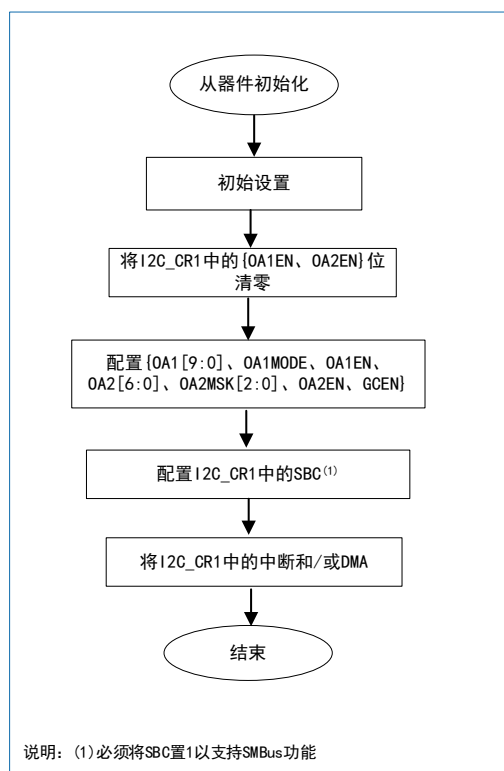 从器件初始化
初始设置
将I2C_CR1中的{OA1EN、OA2EN}位
清零
配置{OA1[9:0]、OA1MODE、OA1EN、
OA2[6:0]、OA2MSK[2:0]、OA2EN、GCEN}
配置I2C_CR1中的SBC⁽¹⁾
将I2C_CR1中的中断和/或DMA
结束
说明：(1)必须将SBC置1以支持SMBus功能